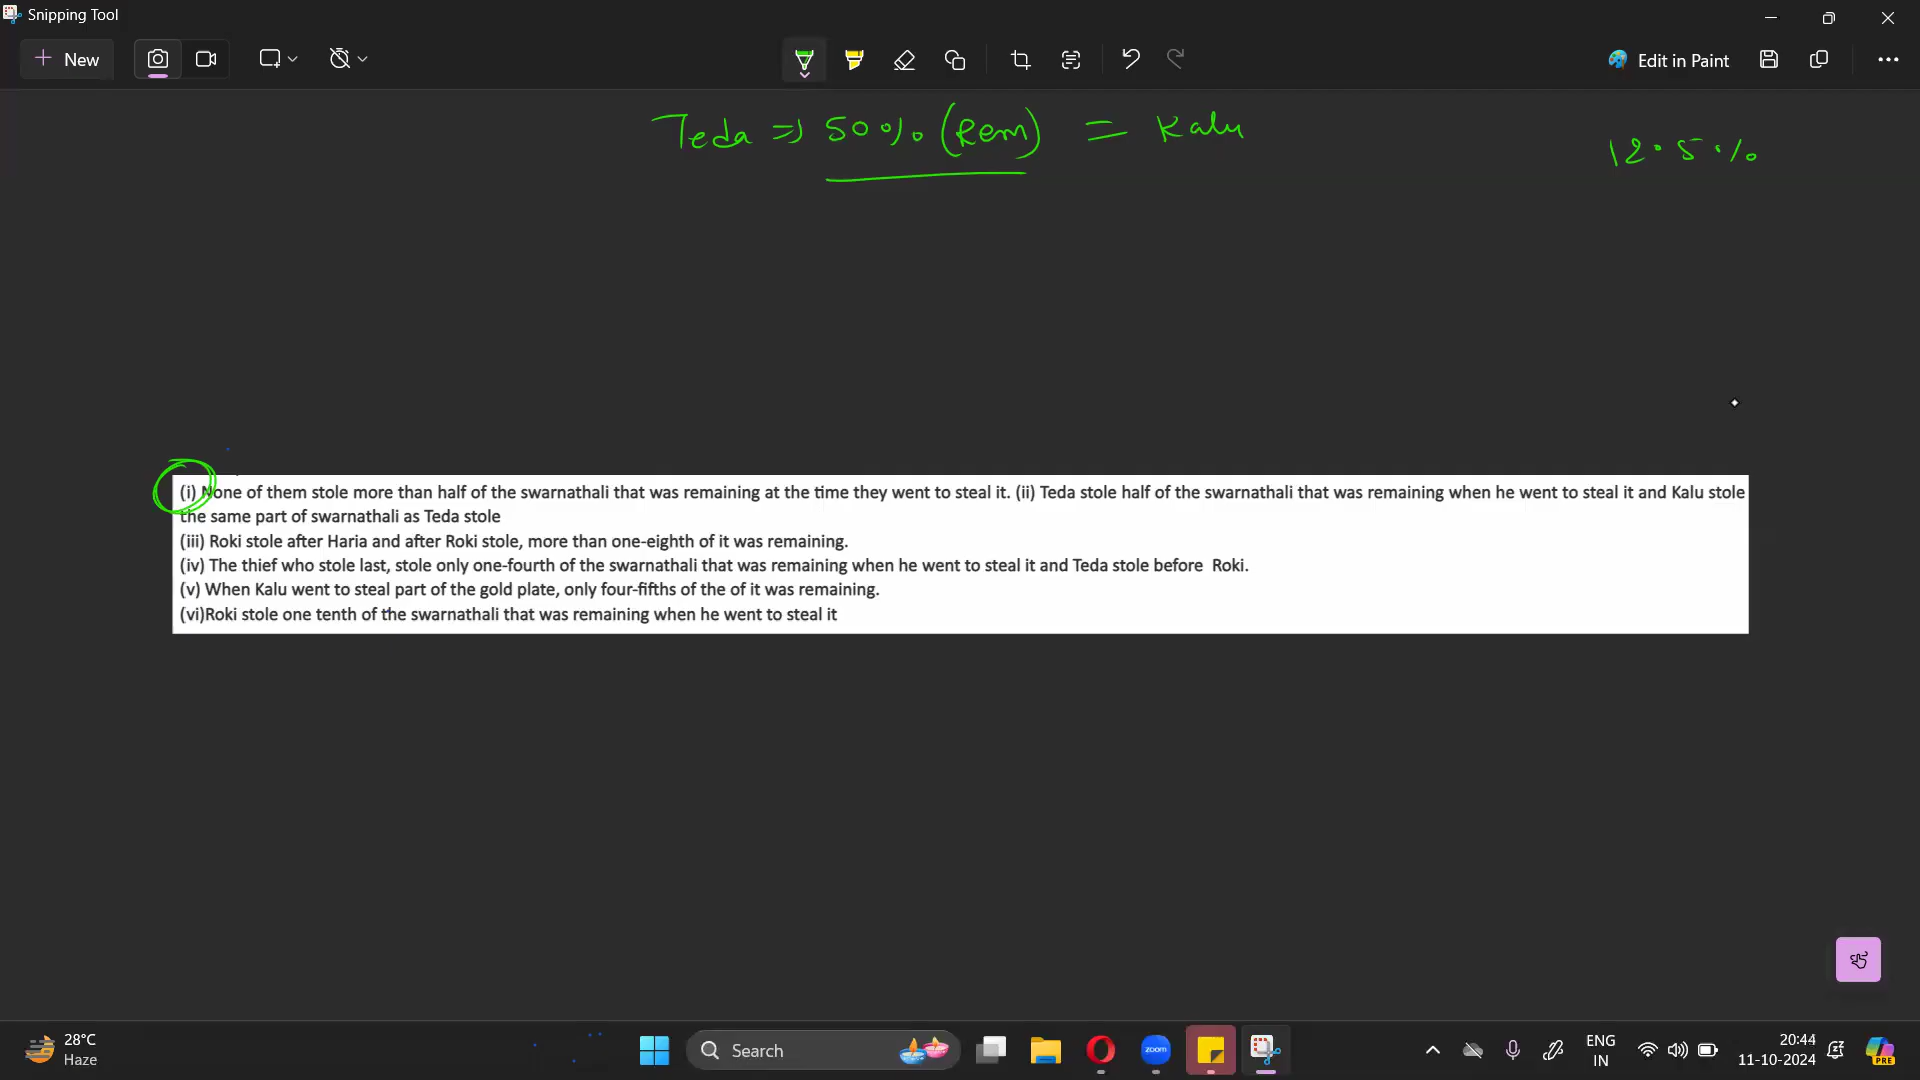 Snipping Tool
New
Edit in Paint
Teda => 50% (Rem) = Kalu
12.5%
(i) None of them stole more than half of the swarnathali that was remaining at the time they went to steal it. (ii) Teda stole half of the swarnathali that was remaining when he went to steal it and Kalu stole
the same part of swarnathali as Teda stole
(iii) Roki stole after Haria and after Roki stole, more than one-eighth of it was remaining.
(iv) The thief who stole last, stole only one-fourth of the swarnathali that was remaining when he went to steal it and Teda stole before Roki.
(v) When Kalu went to steal part of the gold plate, only four-fifths of the of it was remaining.
(vi)Roki stole one tenth of the swarnathali that was remaining when he went to steal it
28°C
Haze
Search
zoom
ENG
IN
20:44
11-10-2024
PRE